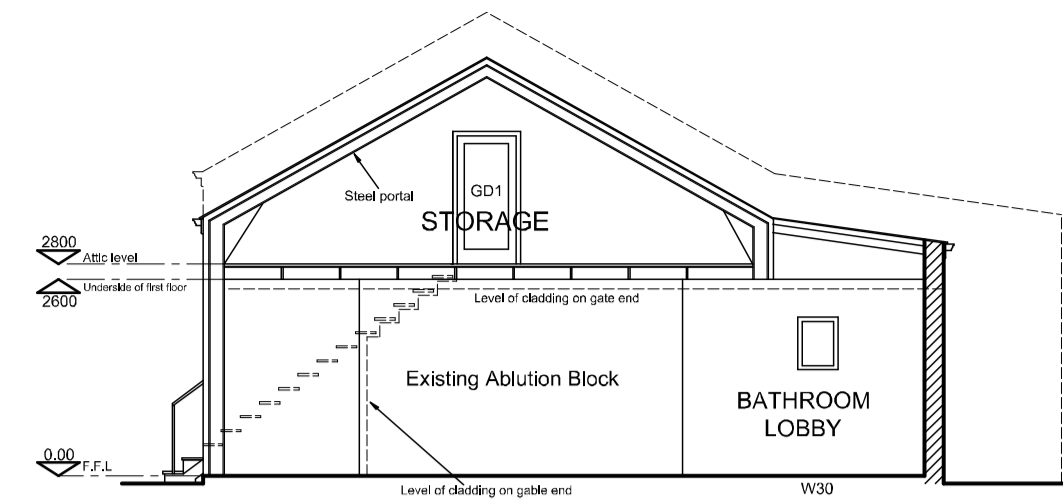 GD1
Steel portal
STORAGE
2800
Attic level
Underside of first floor
2600
Level of cladding on gate end
Existing Ablution Block
BATHROOM
LOBBY
0.00
F.F.L
Level of cladding on gable end
W30